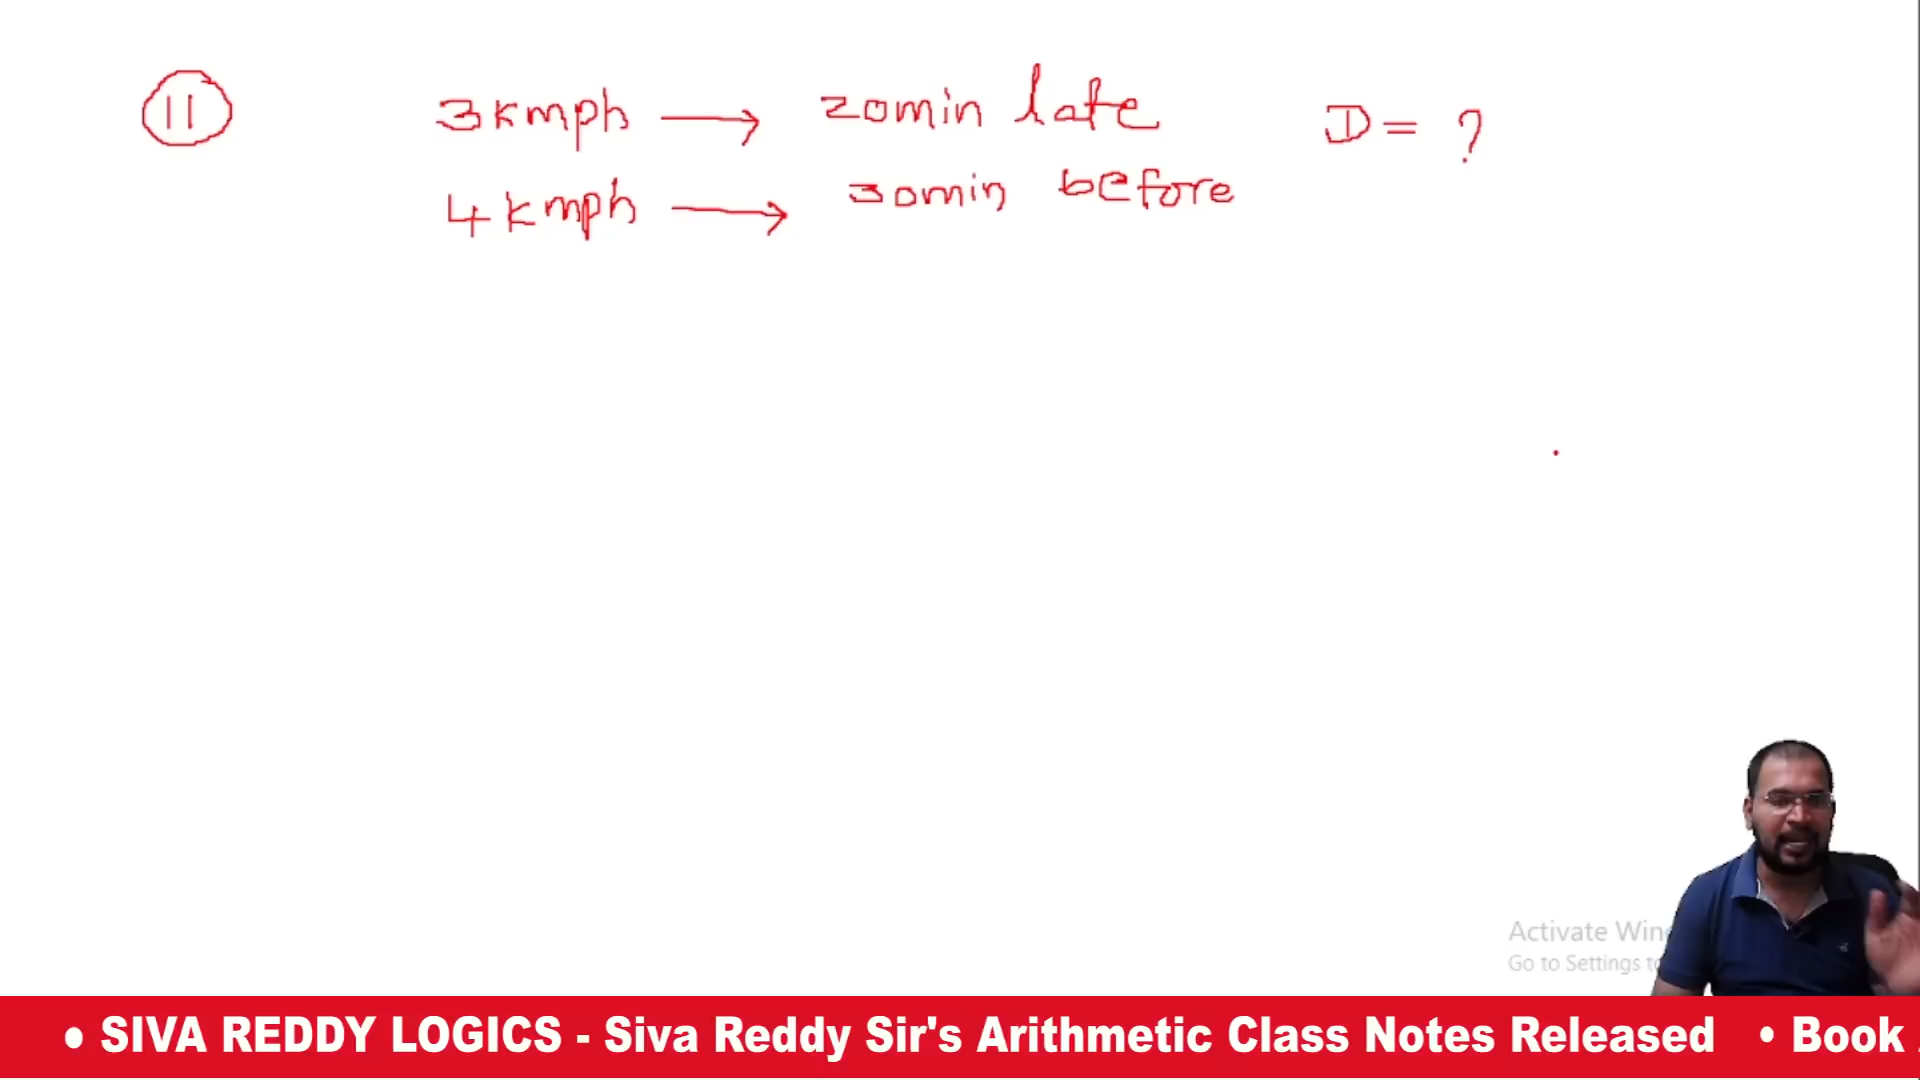 11 3kmph → 20min late D = ?
4kmph → 30min before
Activate Win
Go to Settings t
• SIVA REDDY LOGICS - Siva Reddy Sir's Arithmetic Class Notes Released • Book